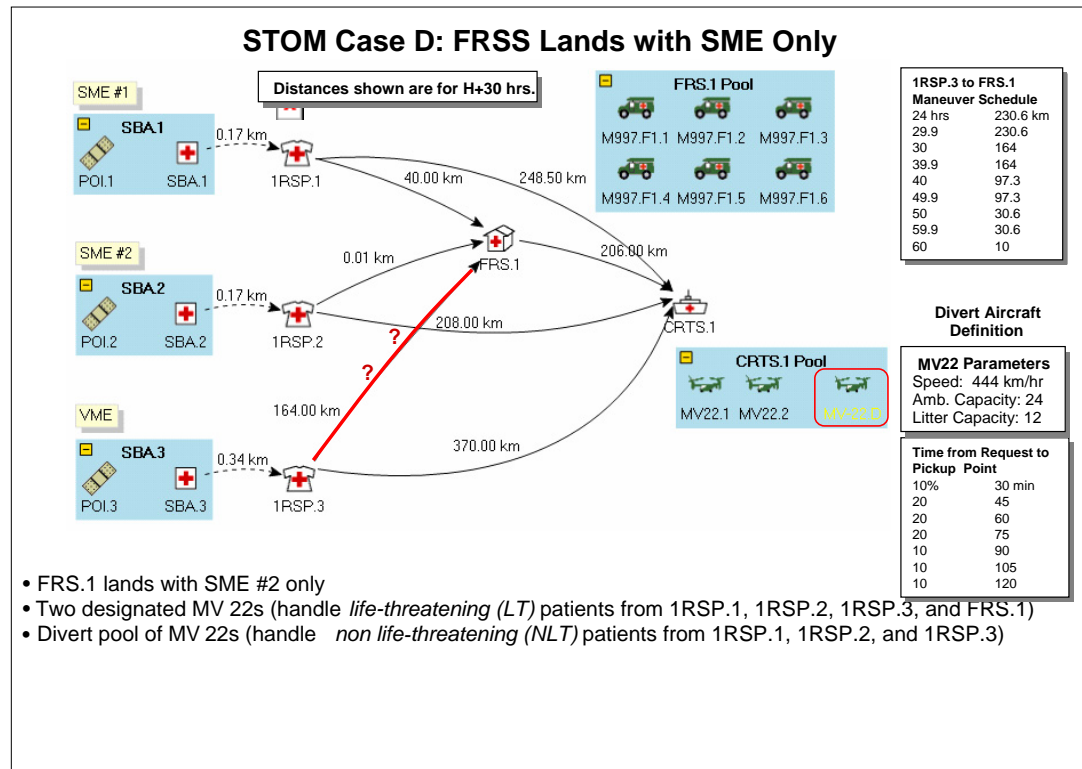 STOM Case D: FRSS Lands with SME Only
Distances shown are for H+30 hrs.
SME #1
SBA.1
POI.1
SBA.1
0.17 km
1RSP.1
40.00 km
248.50 km
FRS.1 Pool
M997.F1.1
M997.F1.2
M997.F1.3
M997.F1.4
M997.F1.5
M997.F1.6
1RSP.3 to FRS.1
Maneuver Schedule
24 hrs 230.6 km
29.9 230.6
30 164
39.9 164
40 97.3
49.9 97.3
50 30.6
59.9 30.6
60 10
SME #2
SBA.2
POI.2
SBA.2
0.17 km
1RSP.2
0.01 km
FRS.1
206.00 km
208.00 km
CRTS.1
?
?
164.00 km
VME
SBA.3
POI.3
SBA.3
0.34 km
1RSP.3
370.00 km
CRTS.1 Pool
MV22.1
MV22.2
MV-22.D
Divert Aircraft
Definition
MV22 Parameters
Speed: 444 km/hr
Amb. Capacity: 24
Litter Capacity: 12
Time from Request to
Pickup Point
10% 30 min
20 45
20 60
20 75
10 90
10 105
10 120
• FRS.1 lands with SME #2 only
• Two designated MV 22s (handle life-threatening (LT) patients from 1RSP.1, 1RSP.2, 1RSP.3, and FRS.1)
• Divert pool of MV 22s (handle non life-threatening (NLT) patients from 1RSP.1, 1RSP.2, and 1RSP.3)